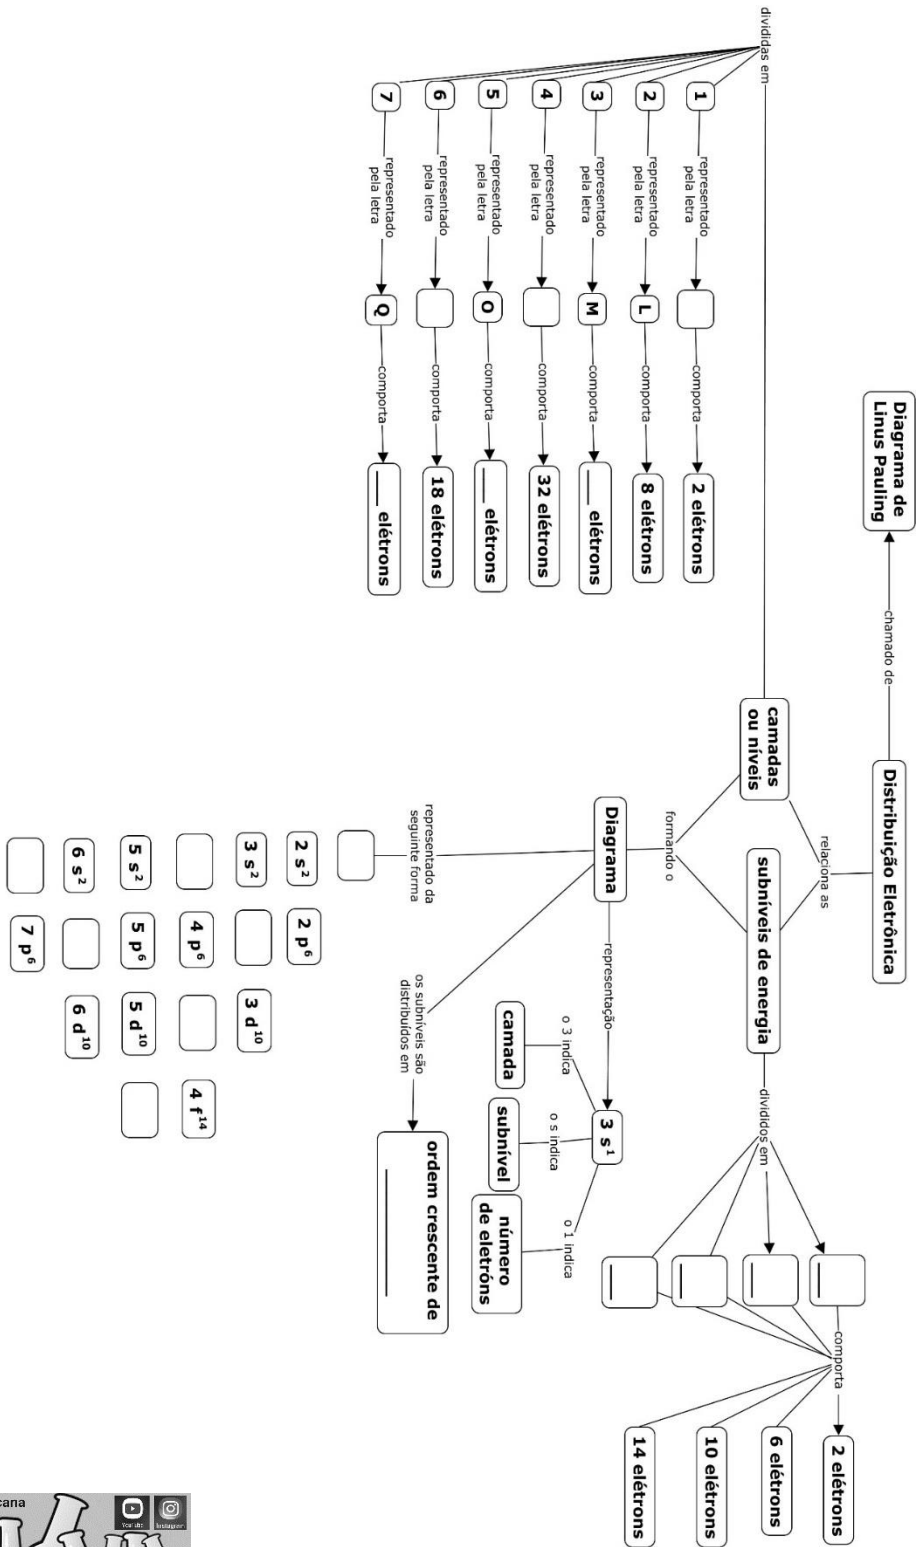 Diagrama de
Linus Pauling
chamado de
Distribuição Eletrônica
relaciona as
camadas
ou níveis
subníveis de energia
divididas em
1
representado
pela letra
comporta
2 elétrons
2
representado
pela letra
L
comporta
8 elétrons
3
representado
pela letra
M
comporta
___ elétrons
4
representado
pela letra
comporta
32 elétrons
5
representado
pela letra
O
comporta
___ elétrons
6
representado
pela letra
comporta
18 elétrons
7
representado
pela letra
Q
comporta
___ elétrons
divididos em
comporta
2 elétrons
6 elétrons
10 elétrons
14 elétrons
formando o
Diagrama
representação
3 s¹
o 3 indica
camada
o s indica
subnível
o 1 indica
número
de eletróns
os subníveis são
distribuídos em
ordem crescente de
representado da
seguinte forma
2 s² 2 p⁶
3 s² 3 d¹⁰
4 p⁶ 4 f¹⁴
5 s² 5 p⁶ 5 d¹⁰
6 s² 6 d¹⁰
7 p⁶
cana
YouTube
Instagram